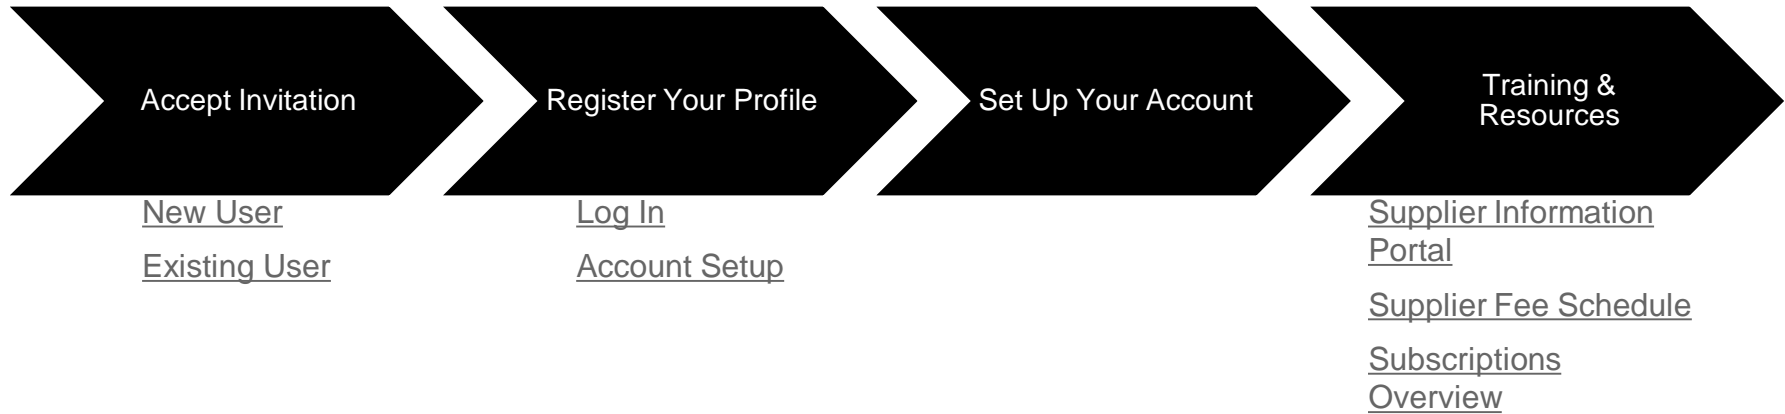 Accept Invitation
Register Your Profile
Set Up Your Account
Training &
Resources
New User
Existing User
Log In
Account Setup
Supplier Information
Portal
Supplier Fee Schedule
Subscriptions
Overview